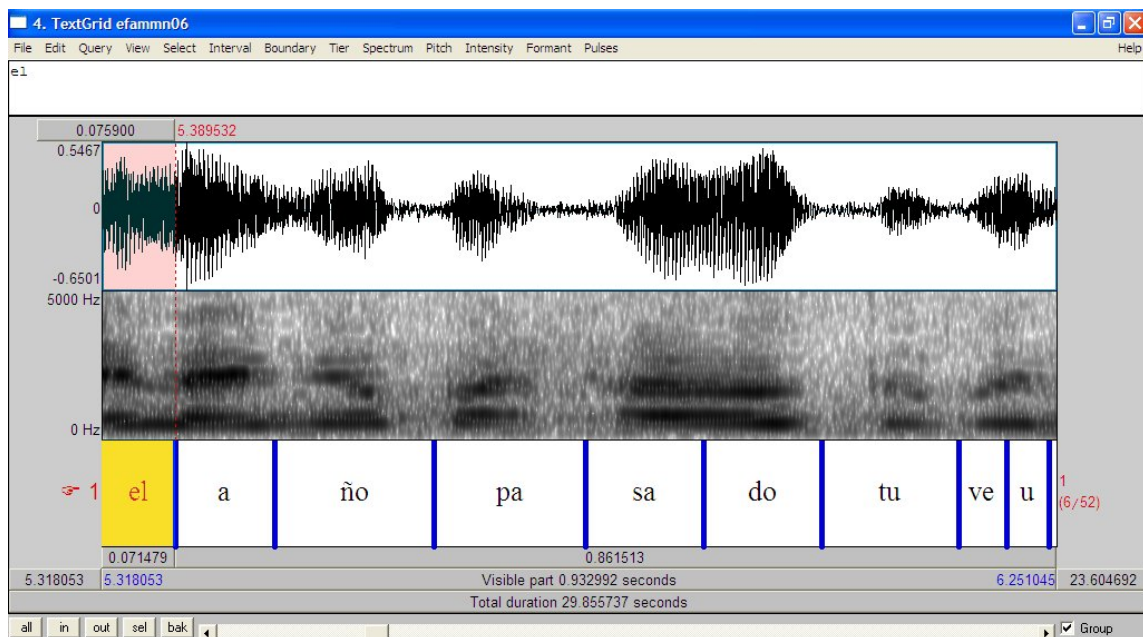 4. TextGrid efammn06
File Edit Query View Select Interval Boundary Tier Spectrum Pitch Intensity Formant Pulses Help
el
0.075900 5.389532
0.5467
0
-0.6501
5000 Hz
0 Hz
1 el a ño pa sa do tu ve u 1
(6/52)
0.071479 0.861513
5.318053 5.318053 Visible part 0.932992 seconds 6.251045 23.604692
Total duration 29.855737 seconds
all in out sel bak Group